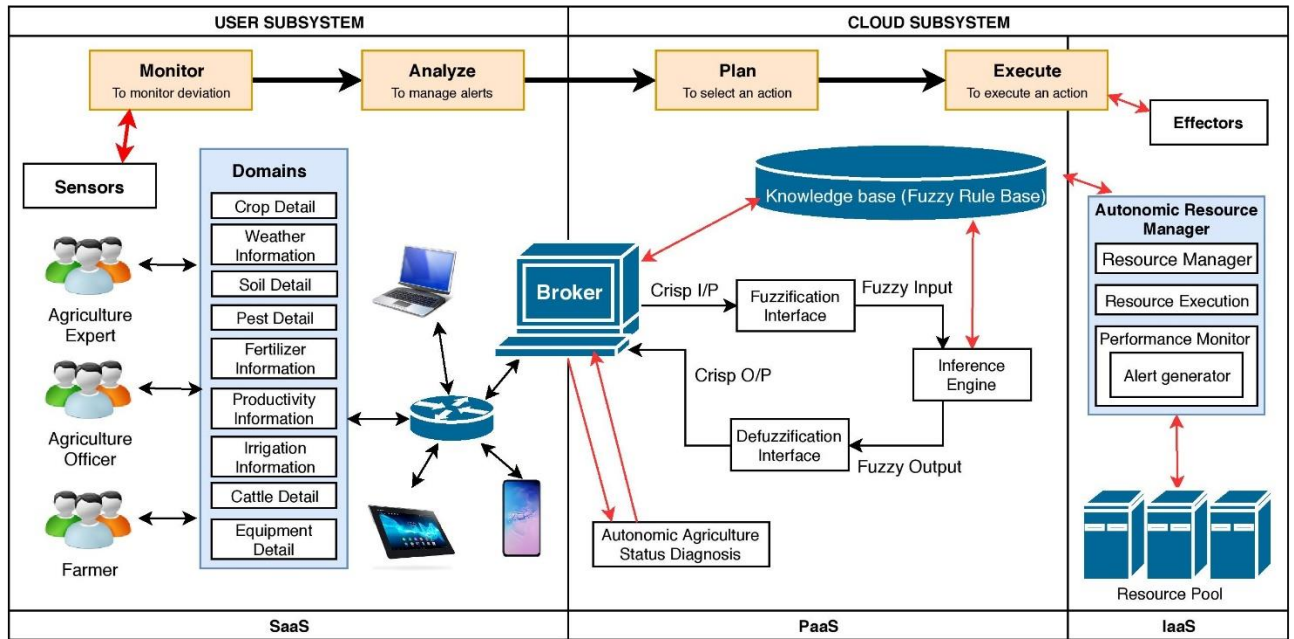 USER SUBSYSTEM
CLOUD SUBSYSTEM
Monitor
To monitor deviation
Analyze
To manage alerts
Plan
To select an action
Execute
To execute an action
Effectors
Sensors
Domains
Crop Detail
Weather
Information
Soil Detail
Pest Detail
Fertilizer
Information
Productivity
Information
Irrigation
Information
Cattle Detail
Equipment
Detail
Agriculture
Expert
Agriculture
Officer
Farmer
Broker
Knowledge base (Fuzzy Rule Base)
Crisp I/P
Fuzzification
Interface
Fuzzy Input
Inference
Engine
Crisp O/P
Defuzzification
Interface
Fuzzy Output
Autonomic Agriculture
Status Diagnosis
Autonomic Resource
Manager
Resource Manager
Resource Execution
Performance Monitor
Alert generator
Resource Pool
SaaS
PaaS
IaaS